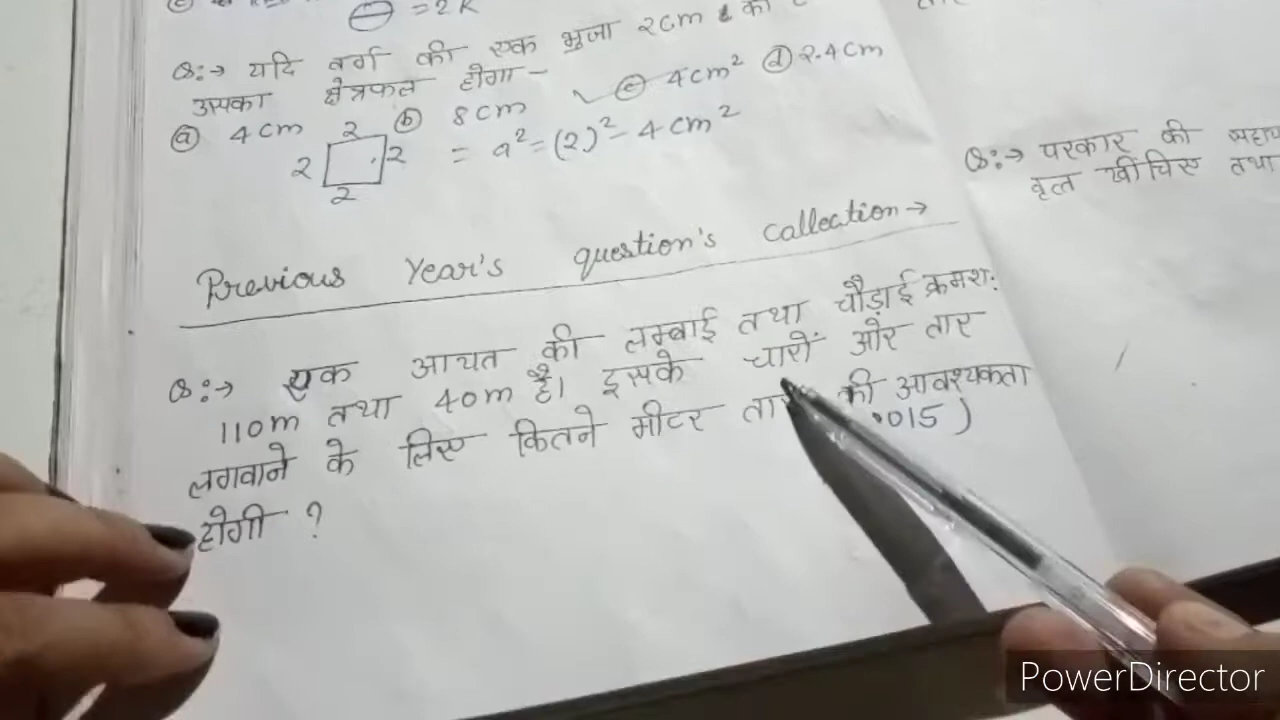 = 2K
Q:→ यदि वर्ग की एक भुजा 2cm
उसका क्षेत्रफल होगा -
ⓐ 4cm ⓑ 8cm ✓ⓒ 4cm² ⓓ 2.4cm
2
2 2 = a² = (2)² = 4cm²
2
Previous Year's question's callection →
Q:→ एक आयत की लम्बाई तथा चौड़ाई क्रमश:
110m तथा 40m है। इसके चारों ओर तार
लगवाने के लिए कितने मीटर की आवश्यकता
होगी ? 015)
Q:→ परकार की
वृत्त खींचिए तथा
PowerDirector